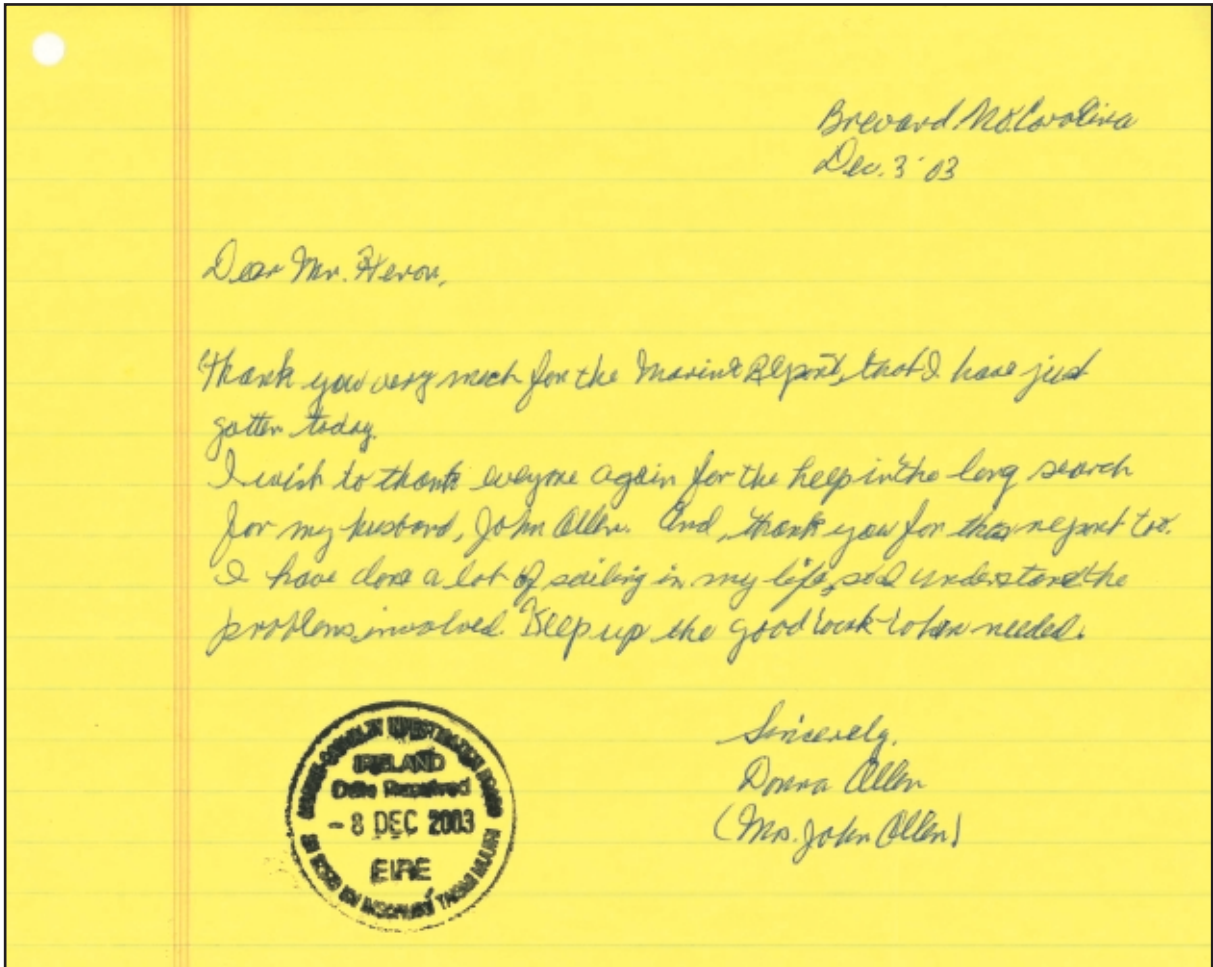 Brevard No. Carolina
Dec. 3 '03
Dear Mr. Heron,
Thank you very much for the Marine Report, that I have just
gotten today.
I wish to thank everyone again for the help in the long search
for my husband, John Allen. And, thank you for this report too.
I have done a lot of sailing in my life, so I understand the
problems involved. Keep up the good work when needed.
Sincerely,
Donna Allen
(Mrs. John Allen)
IRELAND
Date Received
- 8 DEC 2003
EIRE